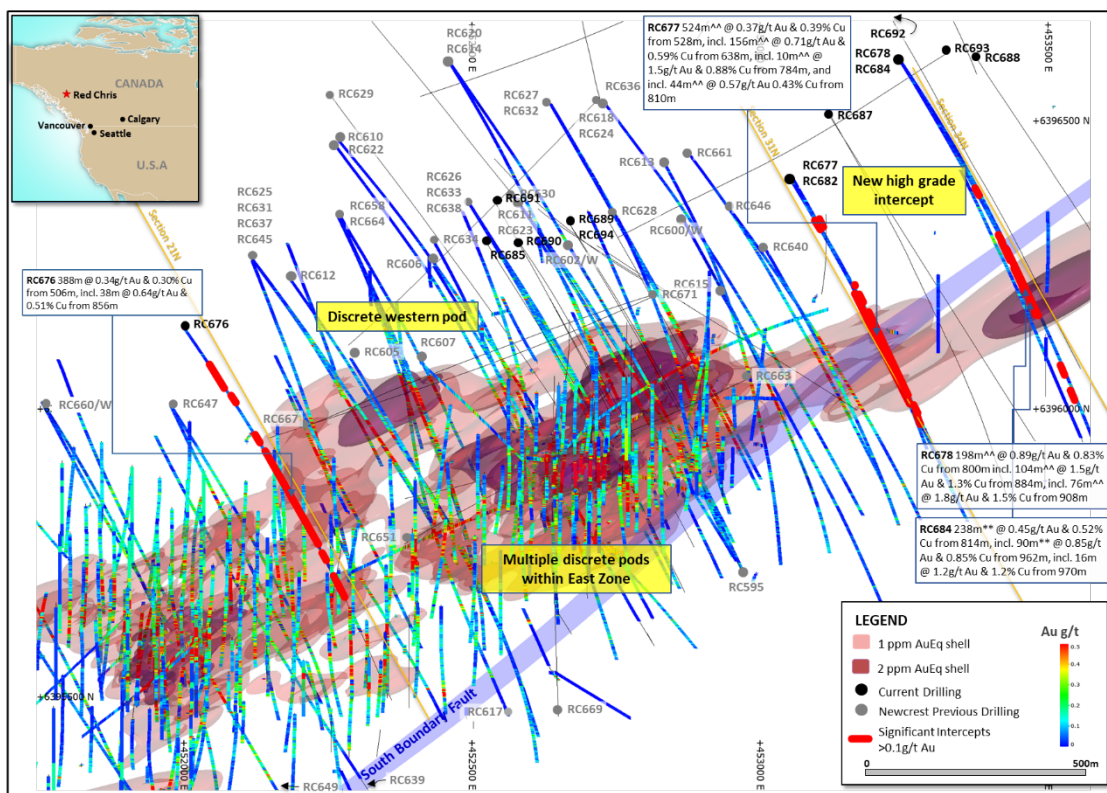 CANADA
Red Chris
Vancouver
Calgary
Seattle
U.S.A
RC620
RC614
RC677 524m^^ @ 0.37g/t Au & 0.39% Cu
from 528m, incl. 156m^^ @ 0.71g/t Au &
0.59% Cu from 638m, incl. 10m^^ @
1.5g/t Au & 0.88% Cu from 784m, and
incl. 44m^^ @ 0.57g/t Au 0.43% Cu from
810m
RC692
RC678
RC684
RC693
RC688
453500 E
+6396500 N
RC629
RC627
RC632
RC636
RC618
RC624
RC687
RC610
RC622
RC613
RC661
Section 31N
Section 34N
RC677
RC682
New high grade
intercept
RC625
RC631
RC637
RC645
Section 21N
RC658
RC664
RC626
RC633
RC638
RC691
RC630
RC611
RC623
RC689
RC694
RC628
RC600/W
RC646
RC640
RC634
RC690
RC685
RC602/W
RC606
RC612
RC615
RC671
RC676 388m @ 0.34g/t Au & 0.30% Cu
from 506m, incl. 38m @ 0.64g/t Au &
0.51% Cu from 856m
RC676
Discrete western pod
RC605
RC607
RC663
RC660/W
RC647
RC667
+6396000 N
RC678 198m^^ @ 0.89g/t Au & 0.83%
Cu from 800m incl. 104m^^ @ 1.5g/t
Au & 1.3% Cu from 884m, incl. 76m^^
@ 1.8g/t Au & 1.5% Cu from 908m
RC684 238m** @ 0.45g/t Au & 0.52%
Cu from 814m, incl. 90m** @ 0.85g/t
Au & 0.85% Cu from 962m, incl. 16m
@ 1.2g/t Au & 1.2% Cu from 970m
RC651
Multiple discrete pods
within East Zone
RC595
+6395500 N
South Boundary Fault
RC617
RC669
RC649
RC639
+452000 E
+452500 E
+453000 E
LEGEND
1 ppm AuEq shell
2 ppm AuEq shell
Current Drilling
Newcrest Previous Drilling
Significant Intercepts
>0.1g/t Au
Au g/t
0.5
0.4
0.3
0.2
0.1
0
0
500m